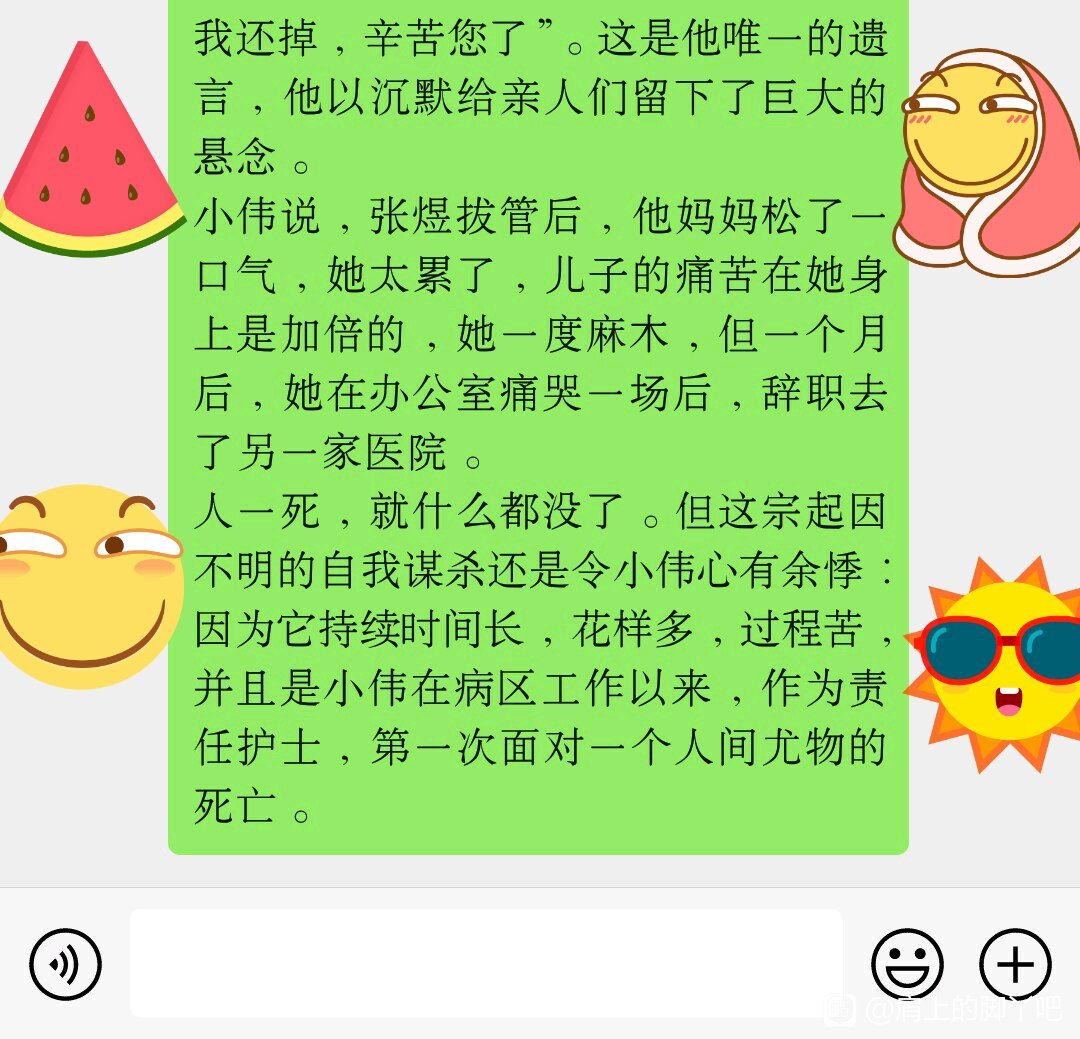 我还掉，辛苦您了”。这是他唯一的遗
言，他以沉默给亲人们留下了巨大的
悬念。
小伟说，张煜拔管后，他妈妈松了一
口气，她太累了，儿子的痛苦在她身
上是加倍的，她一度麻木，但一个月
后，她在办公室痛哭一场后，辞职去
了另一家医院。
人一死，就什么都没了。但这宗起因
不明的自我谋杀还是令小伟心有余悸：
因为它持续时间长，花样多，过程苦，
并且是小伟在病区工作以来，作为责
任护士，第一次面对一个人间尤物的
死亡。
@肩上的脚丫吧